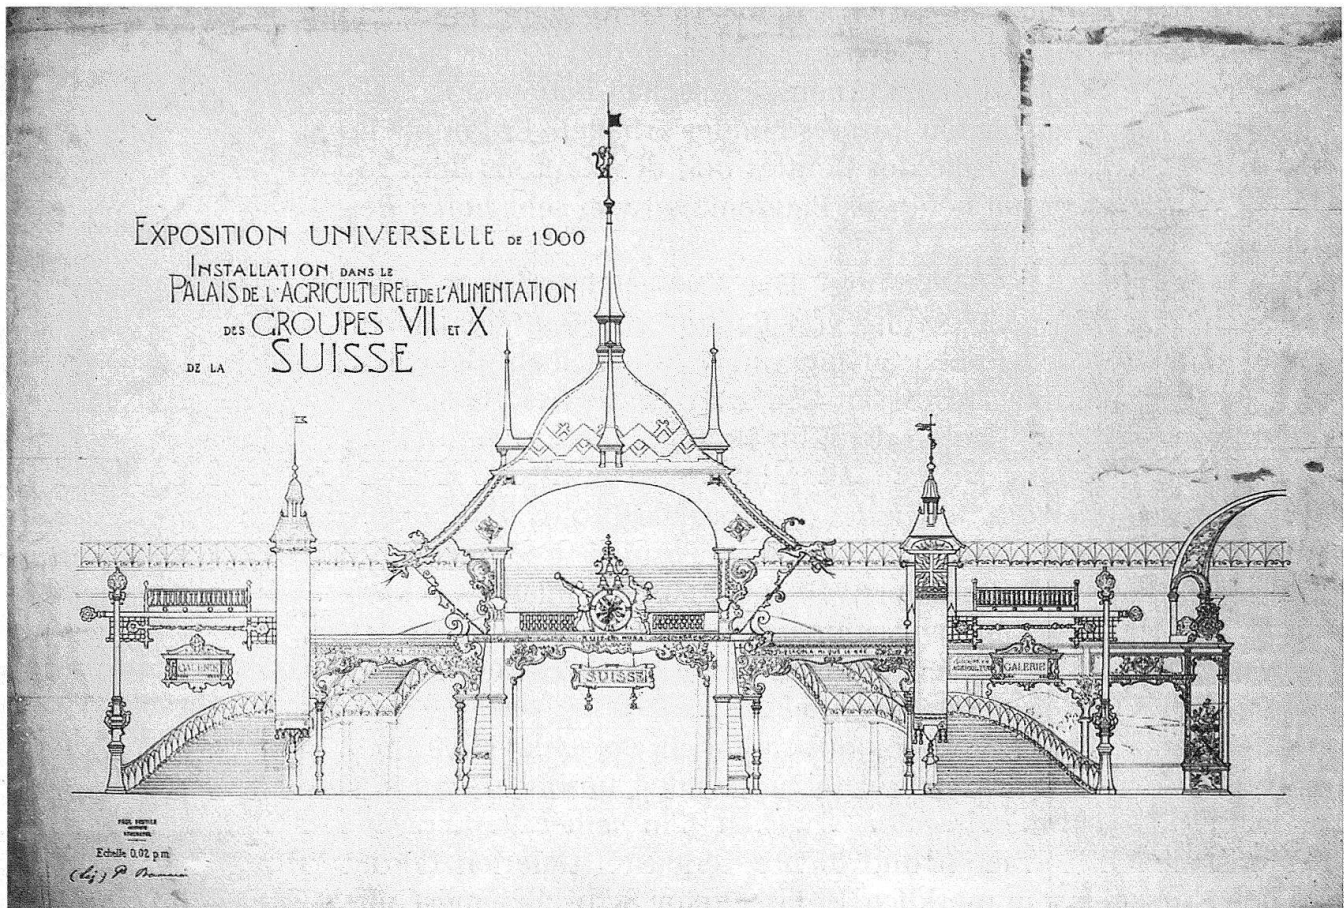 EXPOSITION UNIVERSELLE DE 1900
INSTALLATION DANS LE
PALAIS DE L'AGRICULTURE ET DE L'ALIMENTATION
DES GROUPES VII ET X
DE LA SUISSE
GALERIE
SUISSE
GALERIE
Echelle 0,02 p.m